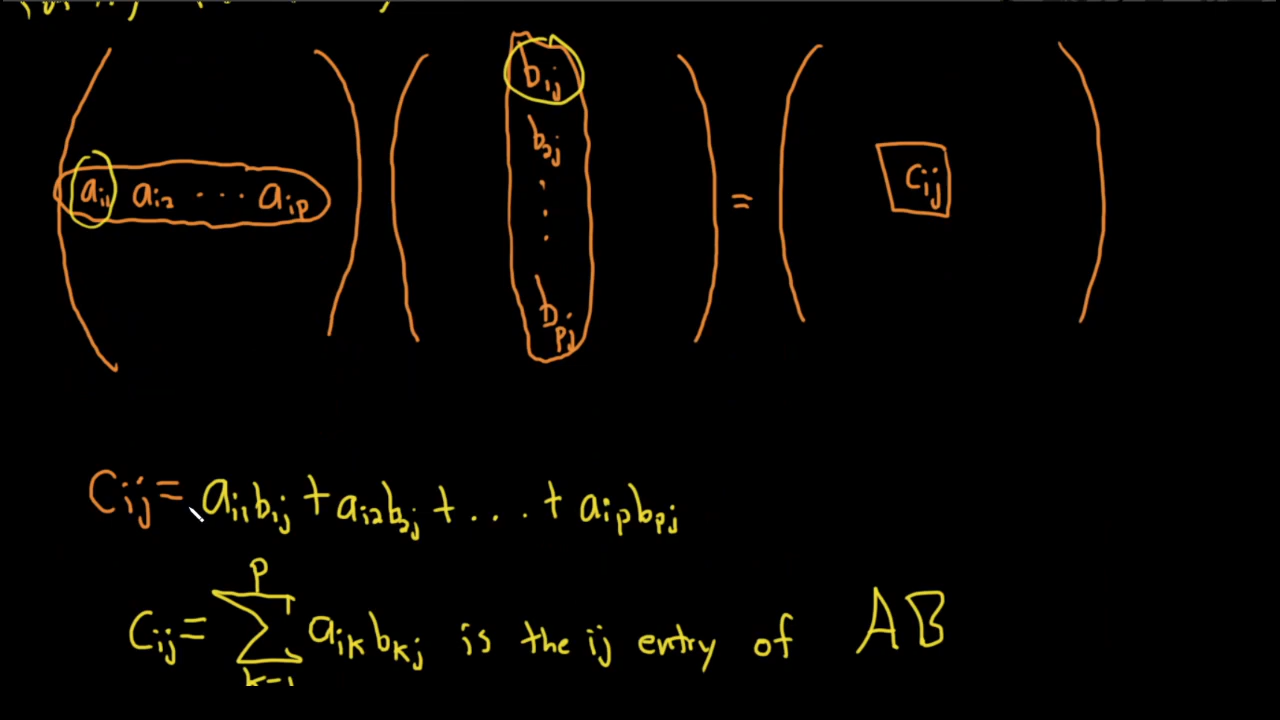 a_{i1} a_{i2} ... a_{ip}
b_{1j}
b_{2j}
⋮
b_{pj}
=
c_{ij}
C_{ij} = a_{i1}b_{1j} + a_{i2}b_{2j} + ... + a_{ip}b_{pj}
C_{ij} = \sum_{k=1}^{p} a_{ik}b_{kj} is the ij entry of AB